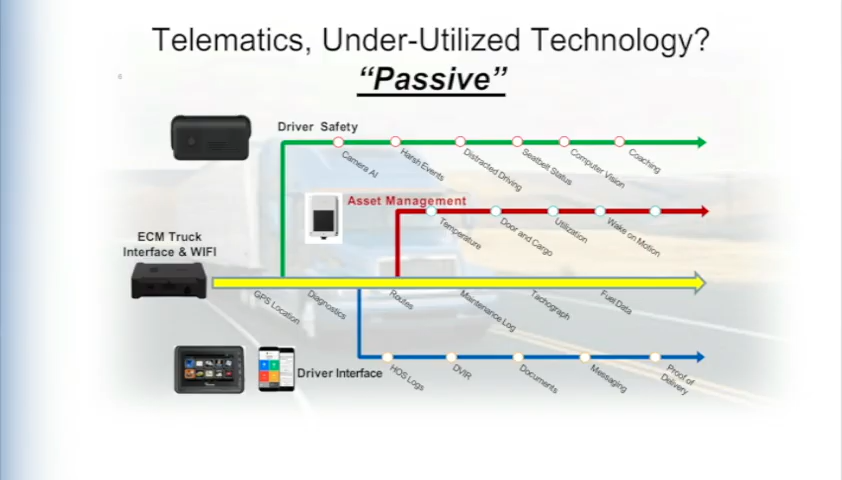 Telematics, Under-Utilized Technology?
“Passive”
Driver Safety
Camera AI
Harsh Events
Distracted Driving
Seatbelt Status
Computer Vision
Coaching
Asset Management
Temperature
Door and Cargo
Utilization
Wake on Motion
ECM Truck
Interface & WIFI
GPS Location
Diagnostics
Routes
Maintenance Log
Tachograph
Fuel Data
Driver Interface
HOS Logs
DVIR
Documents
Messaging
Proof of
Delivery